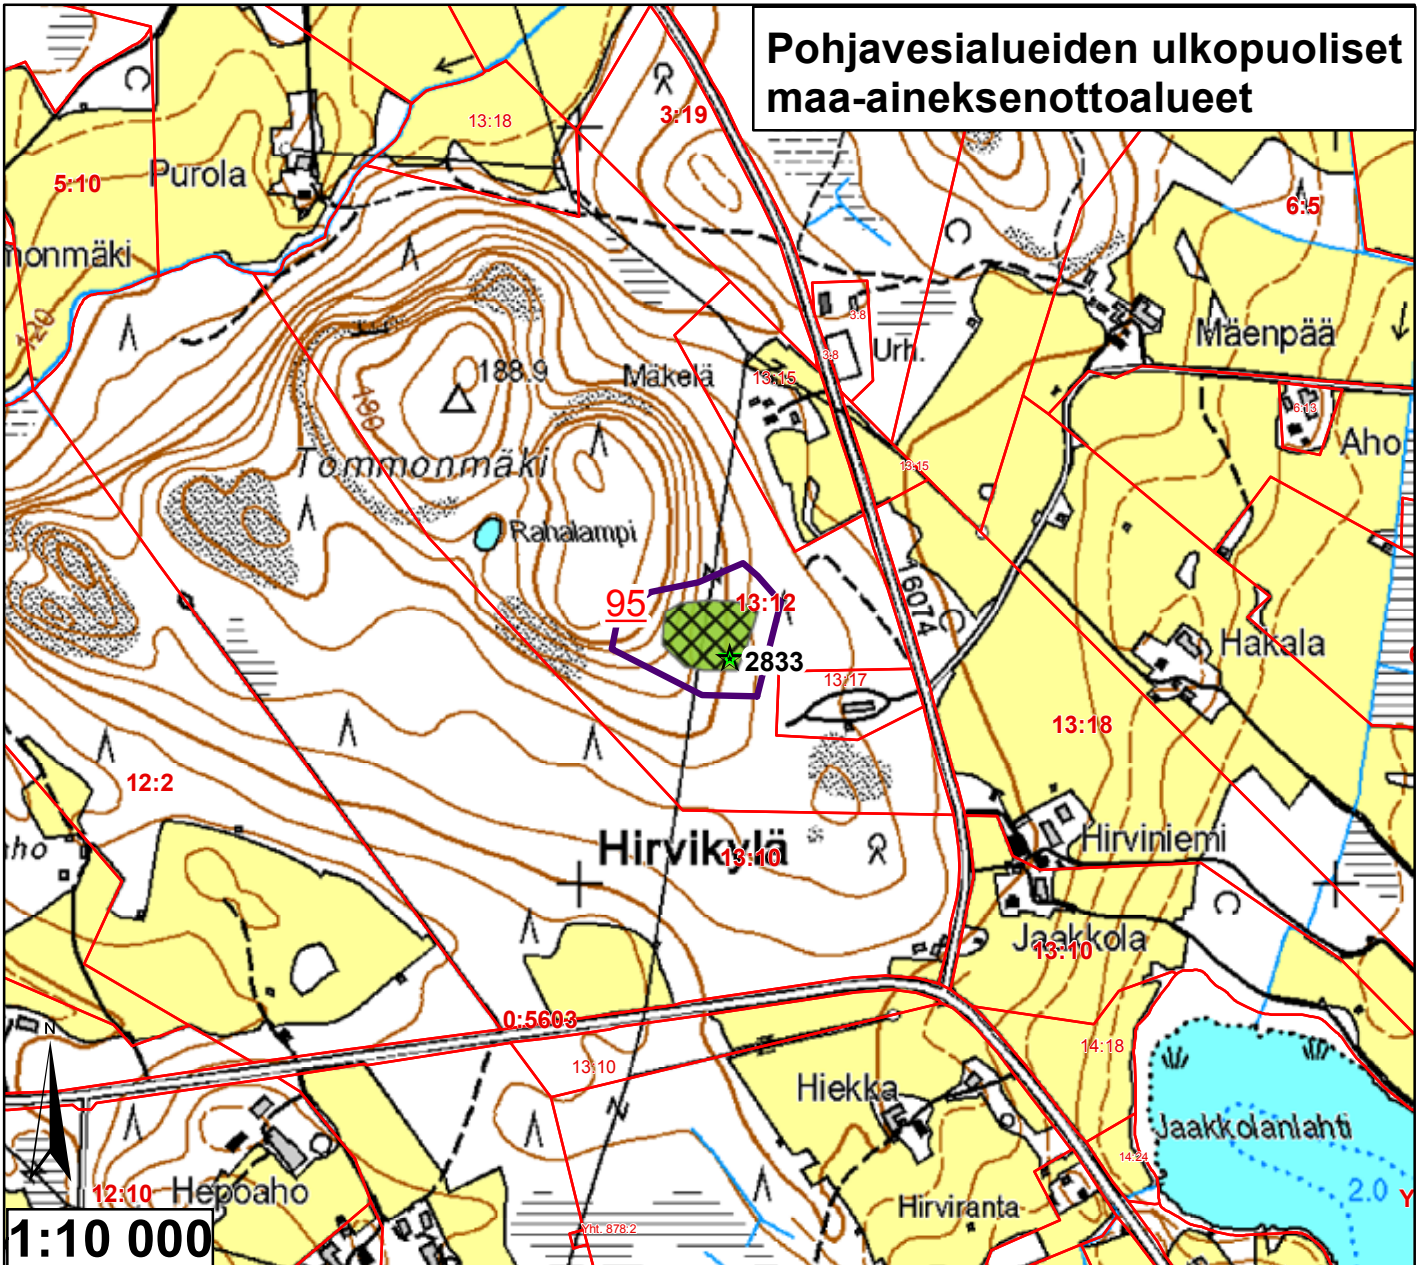 Pohjavesialueiden ulkopuoliset
maa-aineksenottoalueet
3:19
13:18
Purola
5:10
6:5
monmäki
120
3:8
3:8
Urh.
Mäenpää
188.9
Mäkelä
13:15
180
6:13
Aho
Tommonmäki
13:15
Rahalampi
16074
95
13:12
2833
Hakala
13:17
13:18
12:2
Hirvikylä
13:10
Hirviniemi
aho
Jaakkola
13:10
0:5603
N
13:10
14:18
Hiekka
Jaakkolanlahti
14:24
2.0
Y
12:10
Hepoaho
Hirviranta
Yht. 878:2
1:10 000